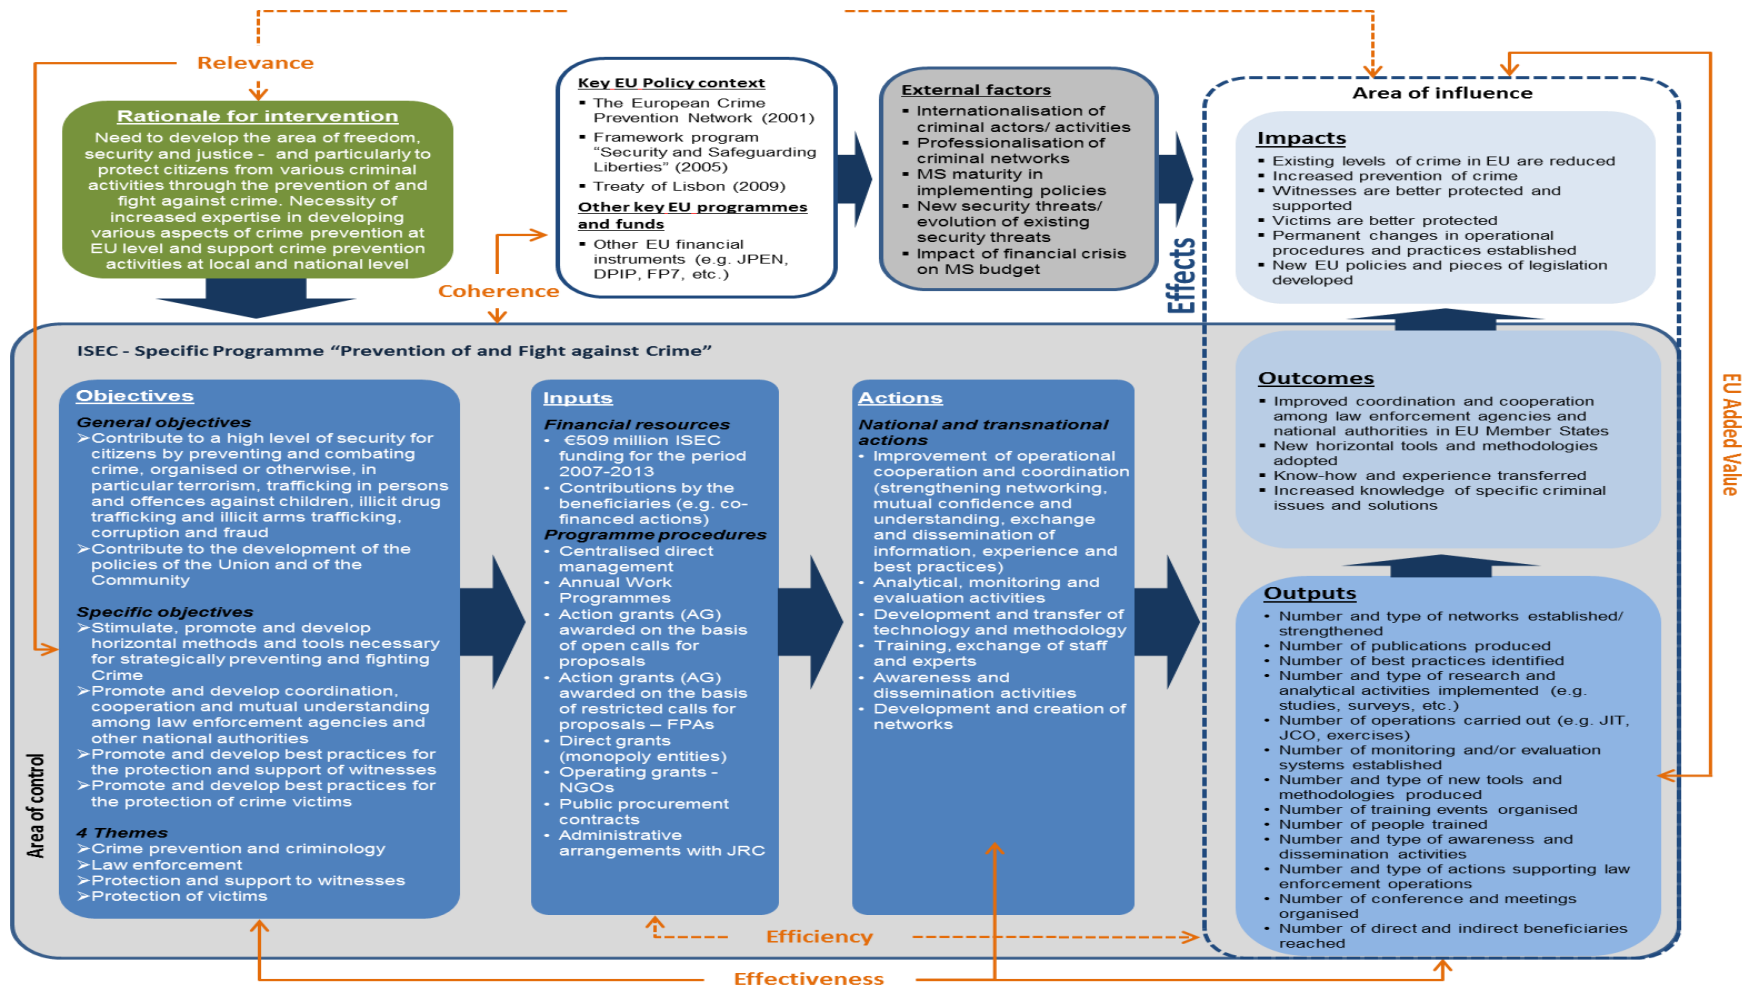 Relevance
Rationale for intervention
Need to develop the area of freedom,
security and justice - and particularly to
protect citizens from various criminal
activities through the prevention of and
fight against crime. Necessity of
increased expertise in developing
various aspects of crime prevention at
EU level and support crime prevention
activities at local and national level
Key EU Policy context
▪ The European Crime
Prevention Network (2001)
▪ Framework program
“Security and Safeguarding
Liberties” (2005)
▪ Treaty of Lisbon (2009)
Other key EU programmes
and funds
▪ Other EU financial
instruments (e.g. JPEN,
DPIP, FP7, etc.)
Coherence
External factors
▪ Internationalisation of
criminal actors/ activities
▪ Professionalisation of
criminal networks
▪ MS maturity in
implementing policies
▪ New security threats/
evolution of existing
security threats
▪ Impact of financial crisis
on MS budget
Effects
Area of influence
Impacts
▪ Existing levels of crime in EU are reduced
▪ Increased prevention of crime
▪ Witnesses are better protected and
supported
▪ Victims are better protected
▪ Permanent changes in operational
procedures and practices established
▪ New EU policies and pieces of legislation
developed
ISEC - Specific Programme “Prevention of and Fight against Crime”
Area of control
Objectives
General objectives
➢Contribute to a high level of security for
citizens by preventing and combating
crime, organised or otherwise, in
particular terrorism, trafficking in persons
and offences against children, illicit drug
trafficking and illicit arms trafficking,
corruption and fraud
➢Contribute to the development of the
policies of the Union and of the
Community
Specific objectives
➢Stimulate, promote and develop
horizontal methods and tools necessary
for strategically preventing and fighting
Crime
➢Promote and develop coordination,
cooperation and mutual understanding
among law enforcement agencies and
other national authorities
➢Promote and develop best practices for
the protection and support of witnesses
➢Promote and develop best practices for
the protection of crime victims
4 Themes
➢Crime prevention and criminology
➢Law enforcement
➢Protection and support to witnesses
➢Protection of victims
Inputs
Financial resources
• €509 million ISEC
funding for the period
2007-2013
• Contributions by the
beneficiaries (e.g. co-
financed actions)
Programme procedures
• Centralised direct
management
• Annual Work
Programmes
• Action grants (AG)
awarded on the basis
of open calls for
proposals
• Action grants (AG)
awarded on the basis
of restricted calls for
proposals – FPAs
• Direct grants
(monopoly entities)
• Operating grants -
NGOs
• Public procurement
contracts
• Administrative
arrangements with JRC
Actions
National and transnational
actions
• Improvement of operational
cooperation and coordination
(strengthening networking,
mutual confidence and
understanding, exchange
and dissemination of
information, experience and
best practices)
• Analytical, monitoring and
evaluation activities
• Development and transfer of
technology and methodology
• Training, exchange of staff
and experts
• Awareness and
dissemination activities
• Development and creation of
networks
Outcomes
▪ Improved coordination and cooperation
among law enforcement agencies and
national authorities in EU Member States
▪ New horizontal tools and methodologies
adopted
▪ Know-how and experience transferred
▪ Increased knowledge of specific criminal
issues and solutions
Outputs
• Number and type of networks established/
strengthened
• Number of publications produced
• Number of best practices identified
• Number and type of research and
analytical activities implemented (e.g.
studies, surveys, etc.)
• Number of operations carried out (e.g. JIT,
JCO, exercises)
• Number of monitoring and/or evaluation
systems established
• Number and type of new tools and
methodologies produced
• Number of training events organised
• Number of people trained
• Number and type of awareness and
dissemination activities
• Number and type of actions supporting law
enforcement operations
• Number of conference and meetings
organised
• Number of direct and indirect beneficiaries
reached
EU Added Value
Efficiency
Effectiveness